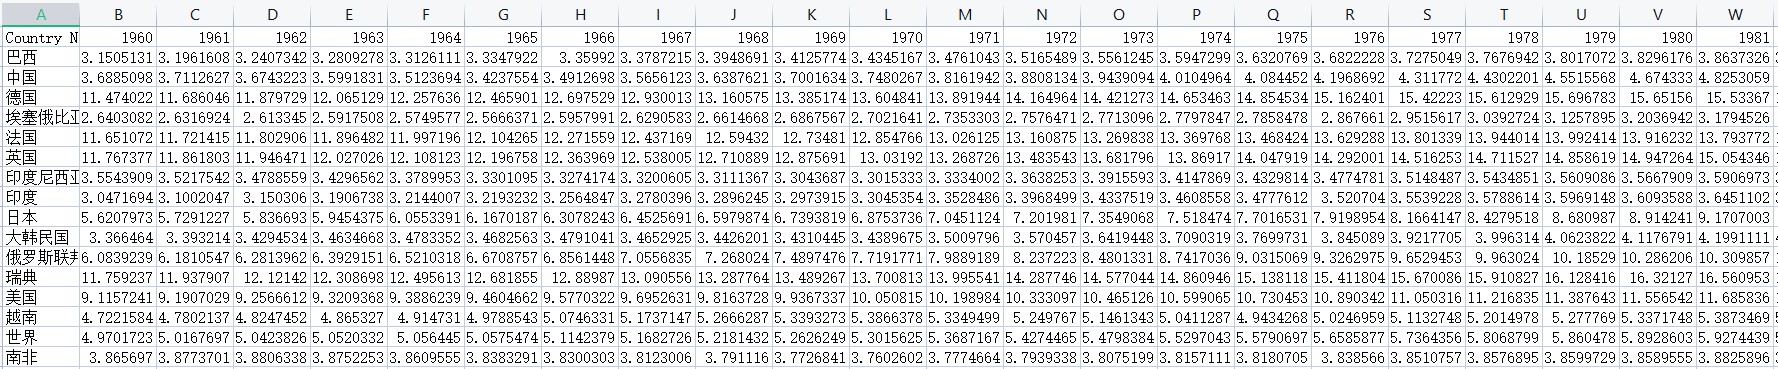 A B C D E F G H I J K L M N O P Q R S T U V W
Country N 1960 1961 1962 1963 1964 1965 1966 1967 1968 1969 1970 1971 1972 1973 1974 1975 1976 1977 1978 1979 1980 1981
巴西 3.1505131 3.1961608 3.2407342 3.2809278 3.3126111 3.3347922 3.35992 3.3787215 3.3948691 3.4125774 3.4345167 3.4761043 3.5165489 3.5561245 3.5947299 3.6320769 3.6822228 3.7275049 3.7676942 3.8017072 3.8296176 3.8637326
中国 3.6885098 3.7112627 3.6743223 3.5991831 3.5123694 3.4237554 3.4912698 3.5656123 3.6387621 3.7001634 3.7480267 3.8161942 3.8808134 3.9439094 4.0104964 4.084452 4.1968692 4.311772 4.4302201 4.5515568 4.674333 4.8253059
德国 11.474022 11.686046 11.879729 12.065129 12.257636 12.465901 12.697529 12.930013 13.160575 13.385174 13.604841 13.891944 14.164964 14.421273 14.653463 14.854534 15.162401 15.42223 15.612929 15.696783 15.65156 15.53367
埃塞俄比亚 2.6403082 2.6316924 2.613345 2.5917508 2.5749577 2.5666371 2.5957991 2.6290583 2.6614668 2.6867567 2.7021641 2.7353303 2.7576471 2.7713096 2.7797847 2.7858478 2.867661 2.9515617 3.0392724 3.1257895 3.2036942 3.1794526
法国 11.651072 11.721415 11.802906 11.896482 11.997196 12.104265 12.271559 12.437169 12.59432 12.73481 12.854766 13.026125 13.160875 13.269838 13.369768 13.468424 13.629288 13.801339 13.944014 13.992414 13.916232 13.793772
英国 11.767377 11.861803 11.946471 12.027026 12.108123 12.196758 12.363969 12.538005 12.710889 12.875691 13.03192 13.268726 13.483543 13.681796 13.86917 14.047919 14.292001 14.516253 14.711527 14.858619 14.947264 15.054346
印度尼西亚 3.5543909 3.5217542 3.4788559 3.4296562 3.3789953 3.3301095 3.3274174 3.3200605 3.3111367 3.3043687 3.3015333 3.3334002 3.3638253 3.3915593 3.4147869 3.4329814 3.4774781 3.5148487 3.5434851 3.5609086 3.5667909 3.5906973
印度 3.0471694 3.1002047 3.150306 3.1906738 3.2144007 3.2193232 3.2564847 3.2780396 3.2896245 3.2973915 3.3045354 3.3528486 3.3968499 3.4337519 3.4608558 3.4777612 3.520704 3.5539228 3.5788614 3.5969148 3.6093588 3.6451102
日本 5.6207973 5.7291227 5.836693 5.9454375 6.0553391 6.1670187 6.3078243 6.4525691 6.5979874 6.7393819 6.8753736 7.0451124 7.201981 7.3549068 7.518474 7.7016531 7.9198954 8.1664147 8.4279518 8.680987 8.914241 9.1707003
大韩民国 3.366464 3.393214 3.4294534 3.4634668 3.4783352 3.4682563 3.4791041 3.4652925 3.4426201 3.4310445 3.4389675 3.5009796 3.570457 3.6419448 3.7090319 3.7699731 3.845089 3.9217705 3.996314 4.0623822 4.1176791 4.1991111
俄罗斯联邦 6.0839239 6.1810547 6.2813962 6.3929151 6.5210318 6.6708757 6.8561448 7.0556835 7.268024 7.4897476 7.7191771 7.9889189 8.237223 8.4801331 8.7417036 9.0315069 9.3262975 9.6529453 9.963024 10.18529 10.286206 10.309857
瑞典 11.759237 11.937907 12.12142 12.308698 12.495613 12.681855 12.88987 13.090556 13.287764 13.489267 13.700813 13.995541 14.287746 14.577044 14.860946 15.138118 15.411804 15.670086 15.910827 16.128416 16.32127 16.560953
美国 9.1157241 9.1907029 9.2566612 9.3209368 9.3886239 9.4604662 9.5770322 9.6952631 9.8163728 9.9367337 10.050815 10.198984 10.333097 10.465126 10.599065 10.730453 10.890342 11.050316 11.216835 11.387643 11.556542 11.685836
越南 4.7221584 4.7802137 4.8247452 4.865327 4.914731 4.9788543 5.0746331 5.1737147 5.2666287 5.3393273 5.3866378 5.3349499 5.249767 5.1461343 5.0411287 4.9434268 5.0246959 5.1132748 5.2014978 5.277769 5.3371748 5.3873469
世界 4.9701723 5.0167697 5.0423826 5.0520332 5.056445 5.0575474 5.1142379 5.1682726 5.2181432 5.2626249 5.3015625 5.3687167 5.4274465 5.4798384 5.5297043 5.5790697 5.6585877 5.7364356 5.8068799 5.860478 5.8928603 5.9274439
南非 3.865697 3.8773701 3.8806338 3.8752253 3.8609555 3.8383291 3.8300303 3.8123006 3.791116 3.7726841 3.7602602 3.7774664 3.7939338 3.8075199 3.8157111 3.8180705 3.838566 3.8510757 3.8576895 3.8599729 3.8589555 3.8825896